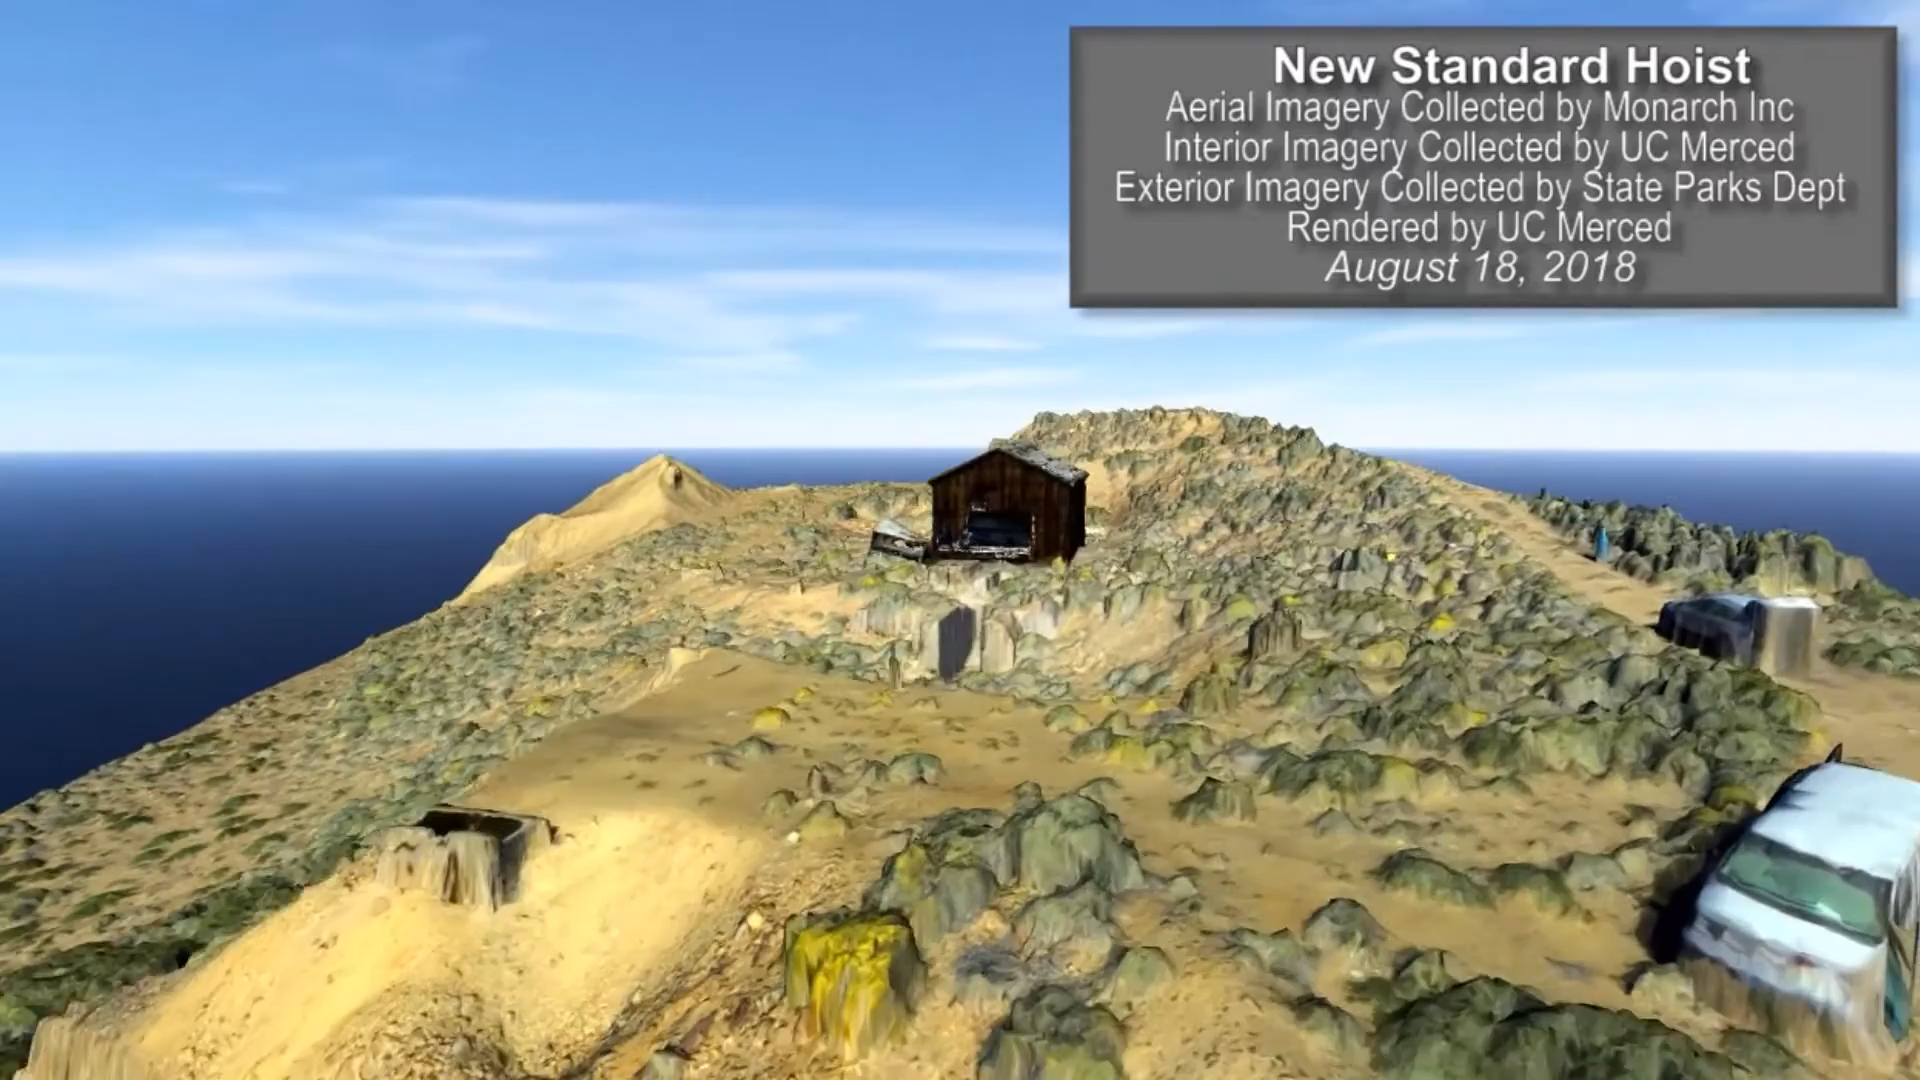 New Standard Hoist
Aerial Imagery Collected by Monarch Inc
Interior Imagery Collected by UC Merced
Exterior Imagery Collected by State Parks Dept
Rendered by UC Merced
August 18, 2018